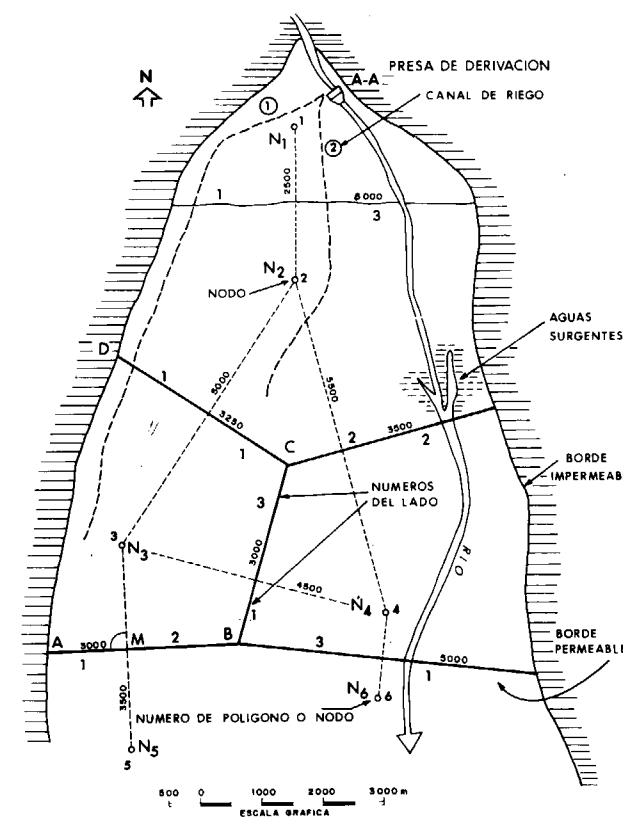 N
A-A
PRESA DE DERIVACION
CANAL DE RIEGO
1
1
N1
2
2500
1
6000
3
N2
2
NODO
AGUAS
SURGENTES
D
1
5000
5500
3250
1
C
2
3500
2
BORDE
IMPERMEAB
3
NUMEROS
DEL LADO
3000
RIO
3
N3
4500
N4
4
1
A
3000
M
2
B
3
1
5000
1
BORDE
PERMEABLE
3500
N6
6
NUMERO DE POLIGONO O NODO
N5
5
500
0
1000
2000
3000 m
ESCALA GRAFICA